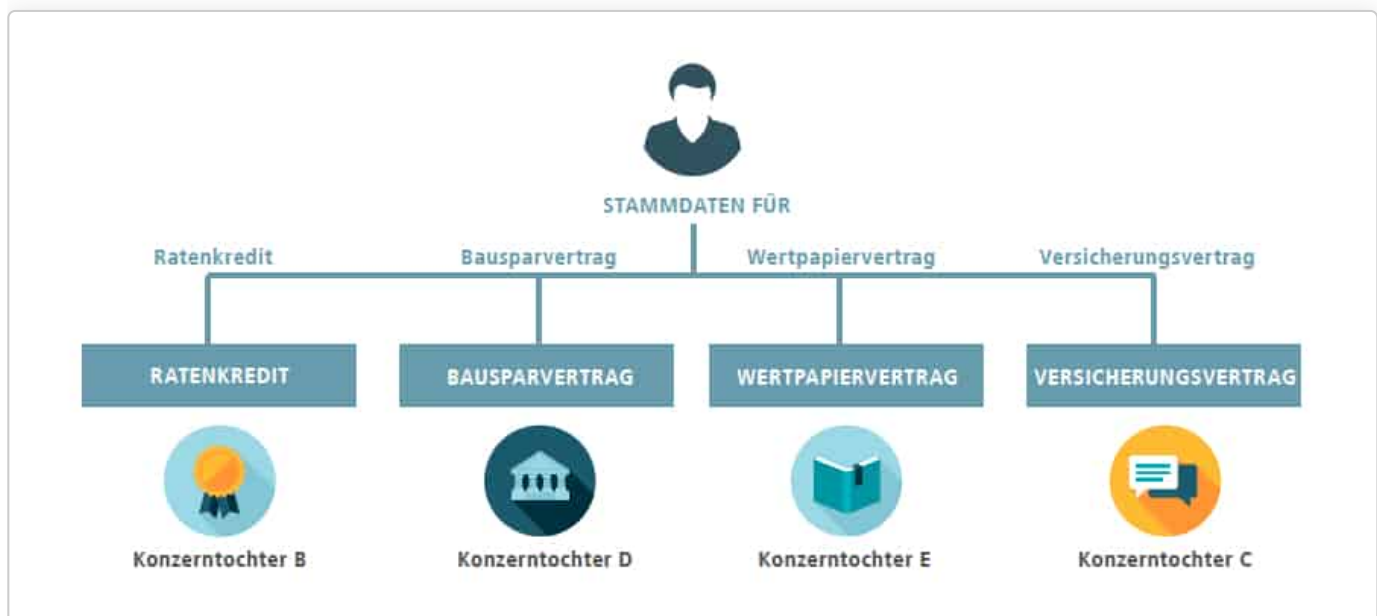 STAMMDATEN FÜR
Ratenkredit Bausparvertrag Wertpapiervertrag Versicherungsvertrag
RATENKREDIT BAUSPARVERTRAG WERTPAPIERVERTRAG VERSICHERUNGSVERTRAG
Konzerntochter B Konzerntochter D Konzerntochter E Konzerntochter C